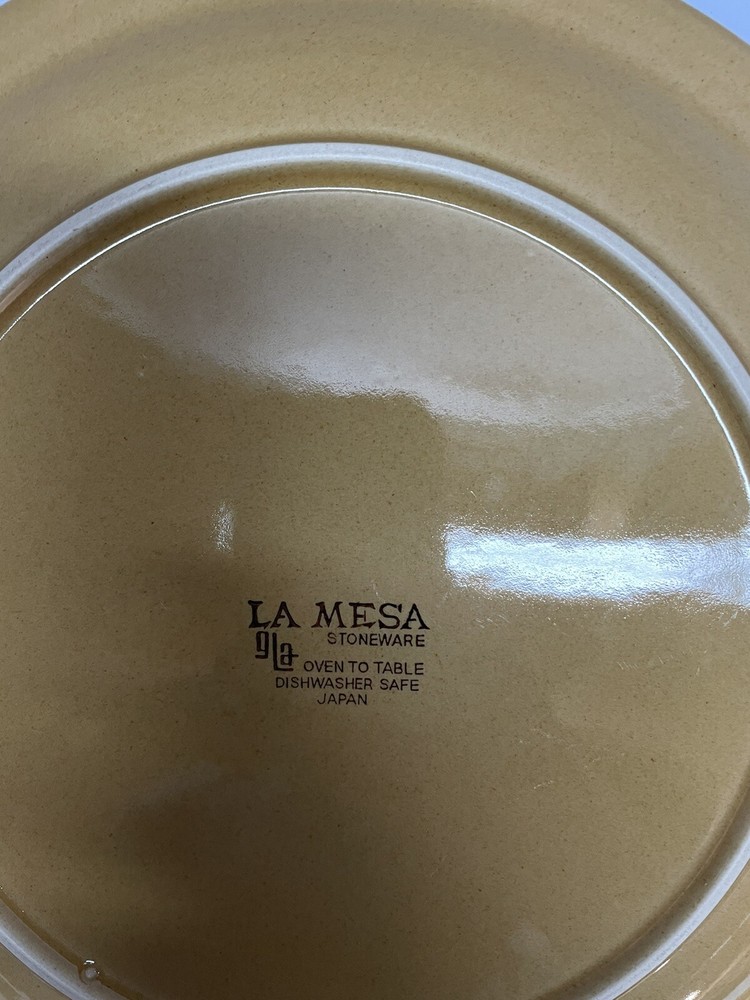 LA MESA
STONEWARE
gLa OVEN TO TABLE
DISHWASHER SAFE
JAPAN